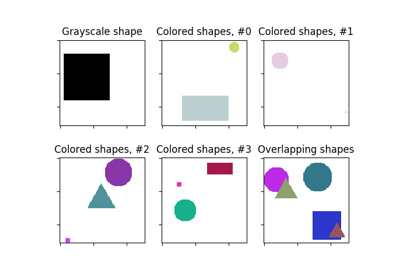 Grayscale shape
Colored shapes, #0
Colored shapes, #1
Colored shapes, #2
Colored shapes, #3
Overlapping shapes